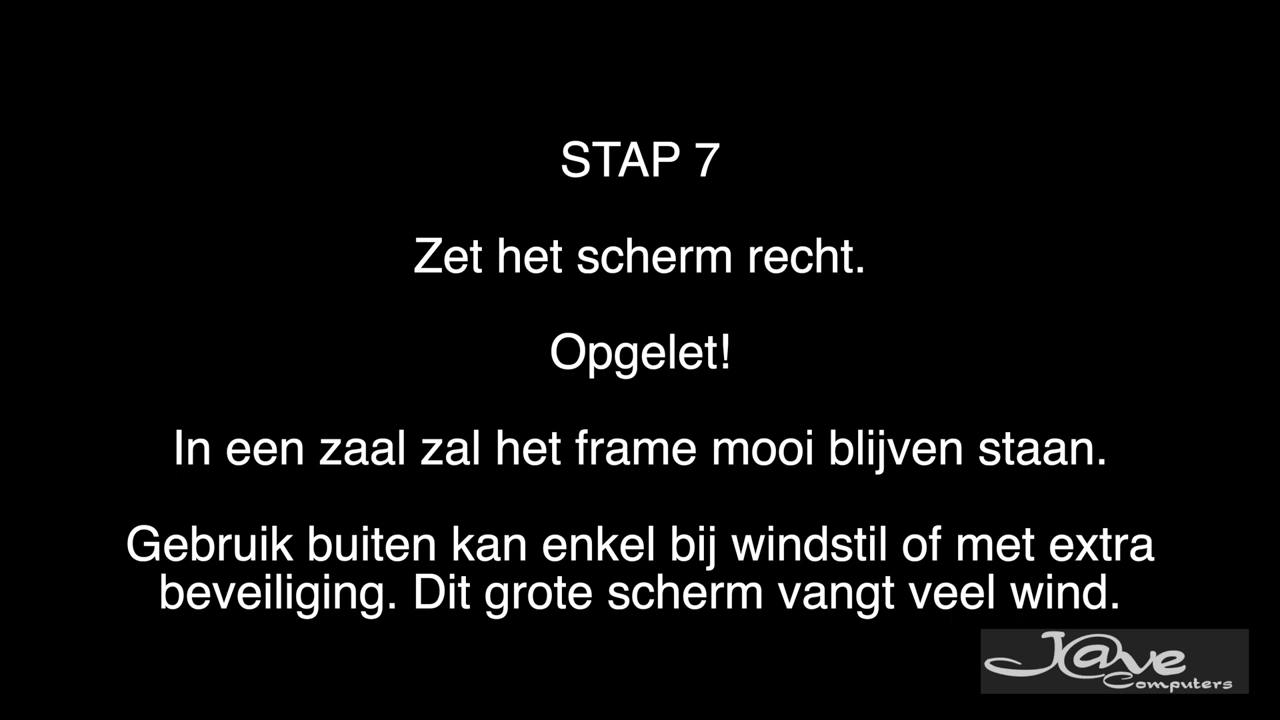 STAP 7
Zet het scherm recht.
Opgelet!
In een zaal zal het frame mooi blijven staan.
Gebruik buiten kan enkel bij windstil of met extra
beveiliging. Dit grote scherm vangt veel wind.
J@ve
Computers